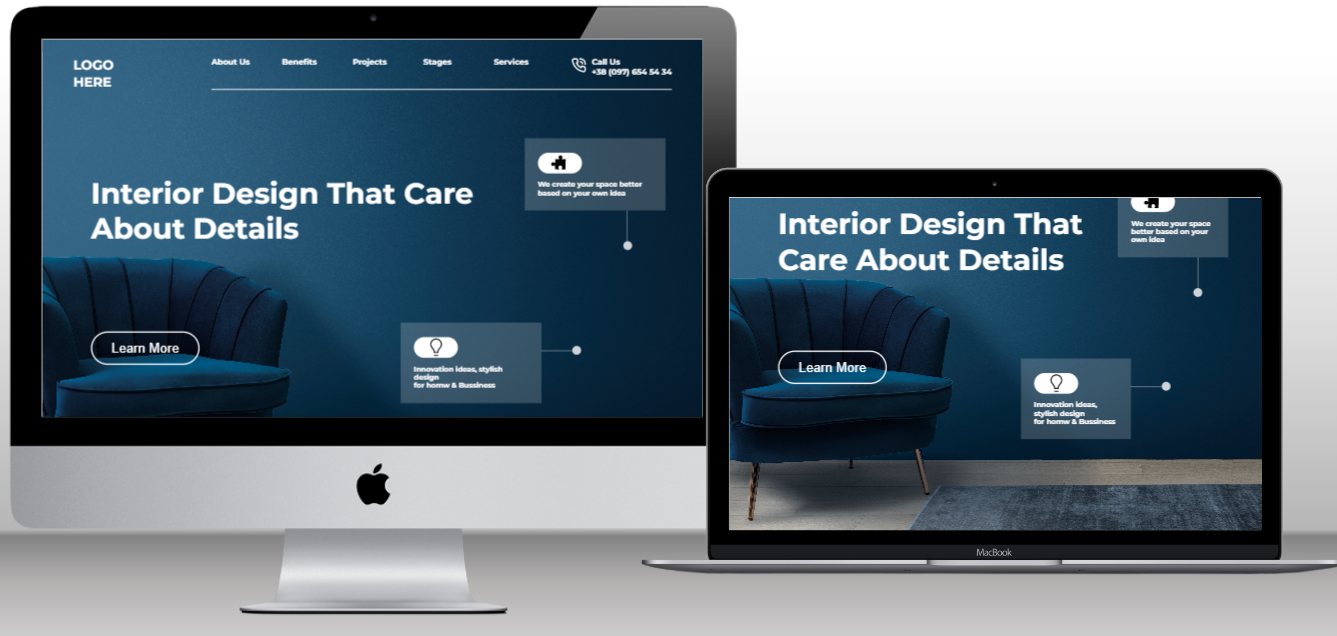 LOGO
HERE
About Us
Benefits
Projects
Stages
Services
Call Us
+38 (097) 654 54 34
We create your space better
based on your own idea
Interior Design That Care
About Details
Learn More
Innovation ideas, stylish
design
for homw & Bussiness
We create your space
better based on your
own idea
Interior Design That
Care About Details
Learn More
Innovation ideas,
stylish design
for homw & Bussiness
MacBook